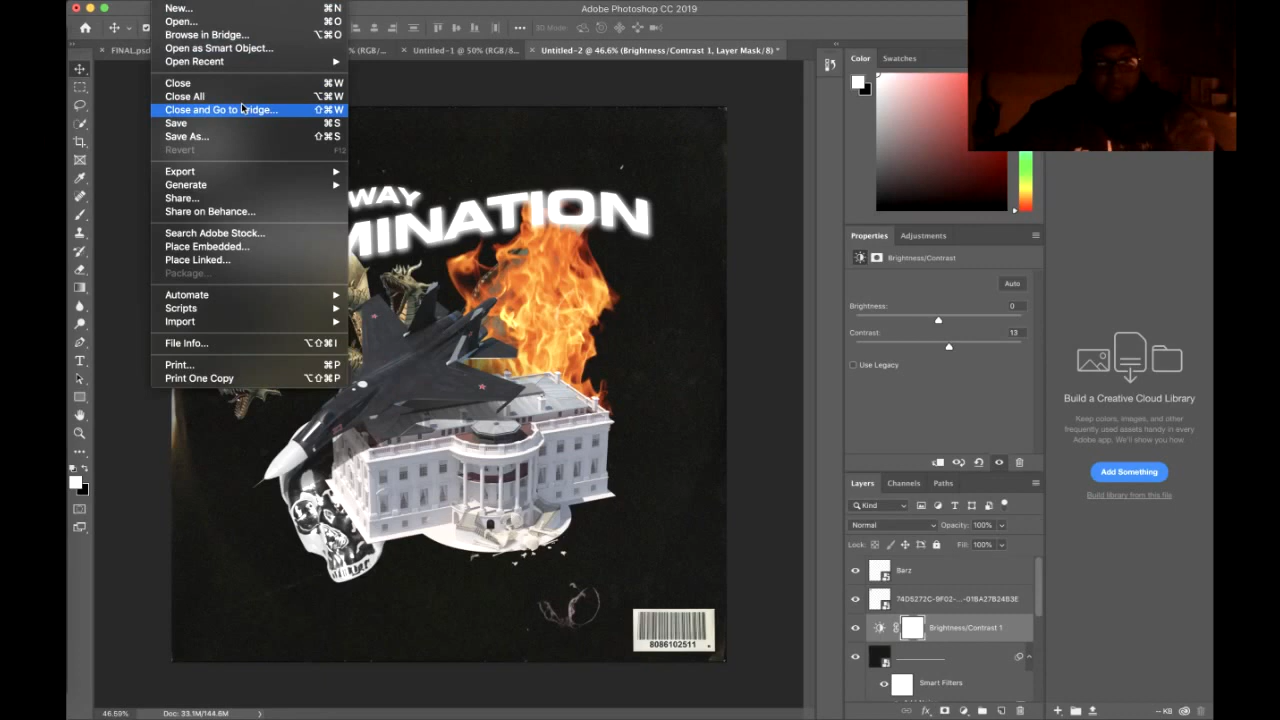 Adobe Photoshop CC 2019
New... ⌘N
Open... ⌘O
Browse in Bridge... ⌥⌘O
Open as Smart Object...
Open Recent
Close ⌘W
Close All ⌥⌘W
Close and Go to Bridge... ⇧⌘W
Save ⌘S
Save As... ⇧⌘S
Revert F12
Export
Generate
Share...
Share on Behance...
Search Adobe Stock...
Place Embedded...
Place Linked...
Package...
Automate
Scripts
Import
File Info... ⌥⇧⌘I
Print... ⌘P
Print One Copy ⌥⇧⌘P
3D Mode:
FINAL.psd
% (RGB/...
Untitled-1 @ 50% (RGB/8...
Untitled-2 @ 46.6% (Brightness/Contrast 1, Layer Mask/8) *
WAY
MINATION
8086102511
46.59%
Doc: 33.1M/144.6M
Color Swatches
Properties Adjustments
Brightness/Contrast
Auto
Brightness: 0
Contrast: 13
Use Legacy
Layers Channels Paths
Kind
Normal Opacity: 100%
Lock: Fill: 100%
Barz
74D5272C-9F02-...-01BA27B24B3E
Brightness/Contrast 1
Smart Filters
Build a Creative Cloud Library
Keep colors, images, and other
frequently used assets handy in every
Adobe app. We'll show you how.
Add Something
Build library from this file
-- KB